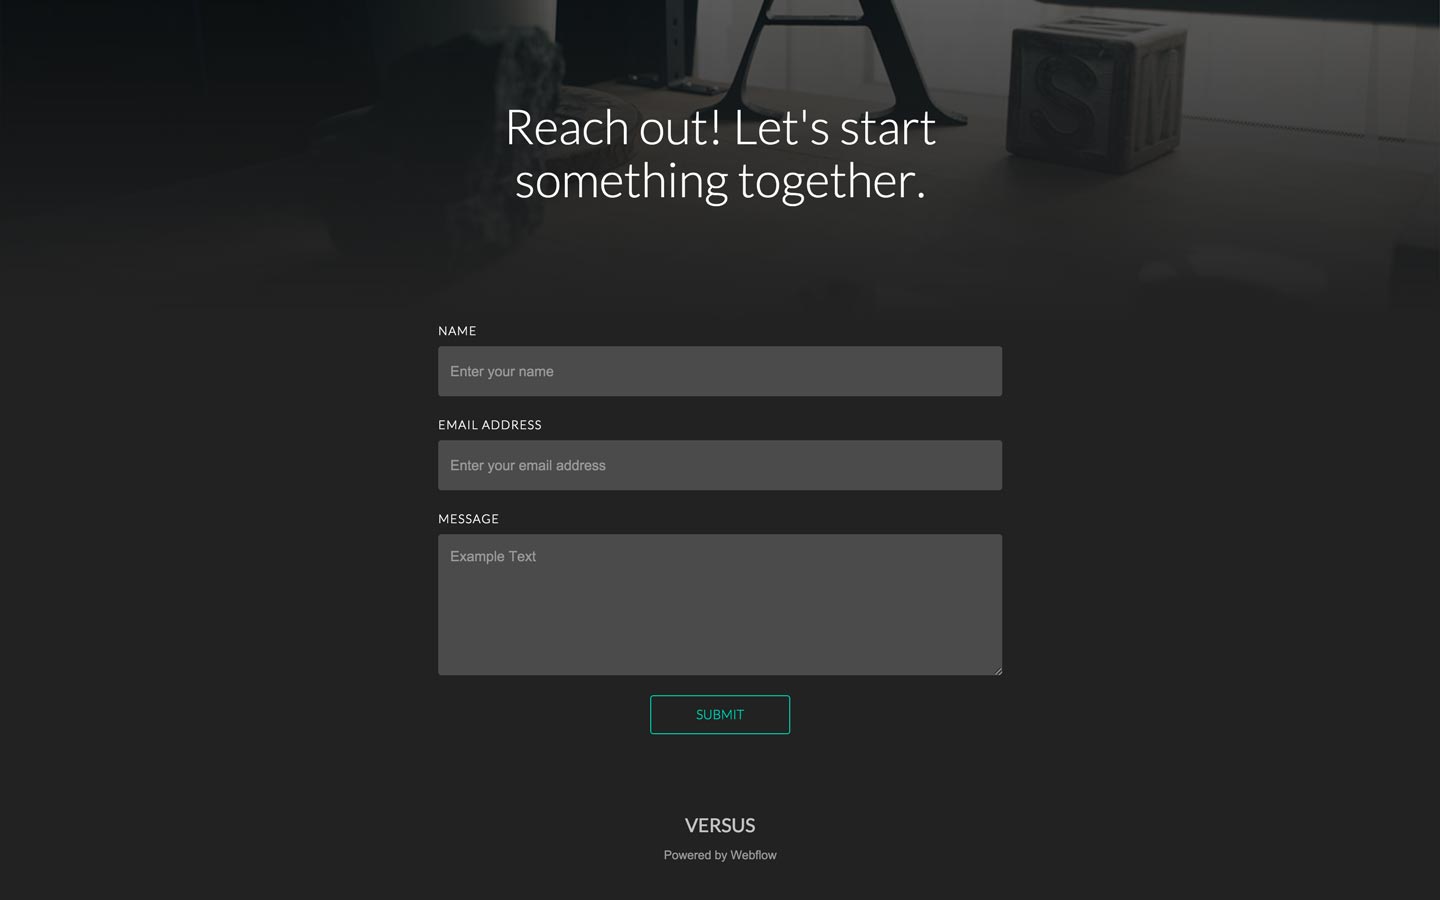 Reach out! Let's start
something together.
NAME
Enter your name
EMAIL ADDRESS
Enter your email address
MESSAGE
Example Text
SUBMIT
VERSUS
Powered by Webflow